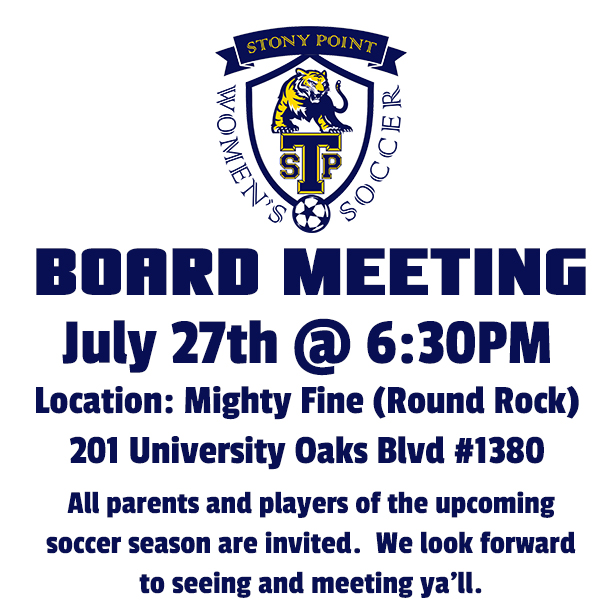 STONY POINT
WOMEN'S
SOCCER
STP
BOARD MEETING
July 27th @ 6:30PM
Location: Mighty Fine (Round Rock)
201 University Oaks Blvd #1380
All parents and players of the upcoming
soccer season are invited.  We look forward
to seeing and meeting ya'll.